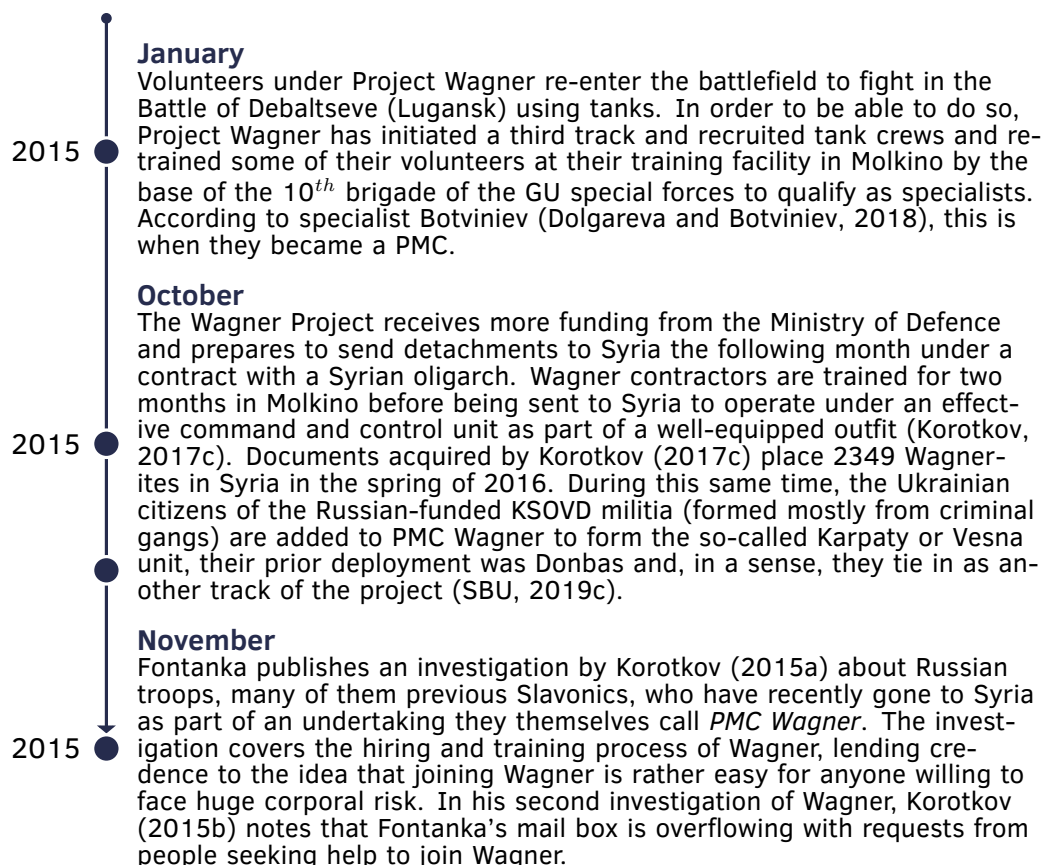 January
Volunteers under Project Wagner re-enter the battlefield to fight in the
Battle of Debaltseve (Lugansk) using tanks. In order to be able to do so,
2015
Project Wagner has initiated a third track and recruited tank crews and re-
trained some of their volunteers at their training facility in Molkino by the
base of the 10th brigade of the GU special forces to qualify as specialists.
According to specialist Botviniev (Dolgareva and Botviniev, 2018), this is
when they became a PMC.
October
The Wagner Project receives more funding from the Ministry of Defence
and prepares to send detachments to Syria the following month under a
contract with a Syrian oligarch. Wagner contractors are trained for two
months in Molkino before being sent to Syria to operate under an effect-
2015
ive command and control unit as part of a well-equipped outfit (Korotkov,
2017c). Documents acquired by Korotkov (2017c) place 2349 Wagner-
ites in Syria in the spring of 2016. During this same time, the Ukrainian
citizens of the Russian-funded KSOVD militia (formed mostly from criminal
gangs) are added to PMC Wagner to form the so-called Karpaty or Vesna
unit, their prior deployment was Donbas and, in a sense, they tie in as an-
other track of the project (SBU, 2019c).
November
Fontanka publishes an investigation by Korotkov (2015a) about Russian
troops, many of them previous Slavonics, who have recently gone to Syria
as part of an undertaking they themselves call PMC Wagner. The invest-
2015
igation covers the hiring and training process of Wagner, lending cre-
dence to the idea that joining Wagner is rather easy for anyone willing to
face huge corporal risk. In his second investigation of Wagner, Korotkov
(2015b) notes that Fontanka's mail box is overflowing with requests from
people seeking help to join Wagner.